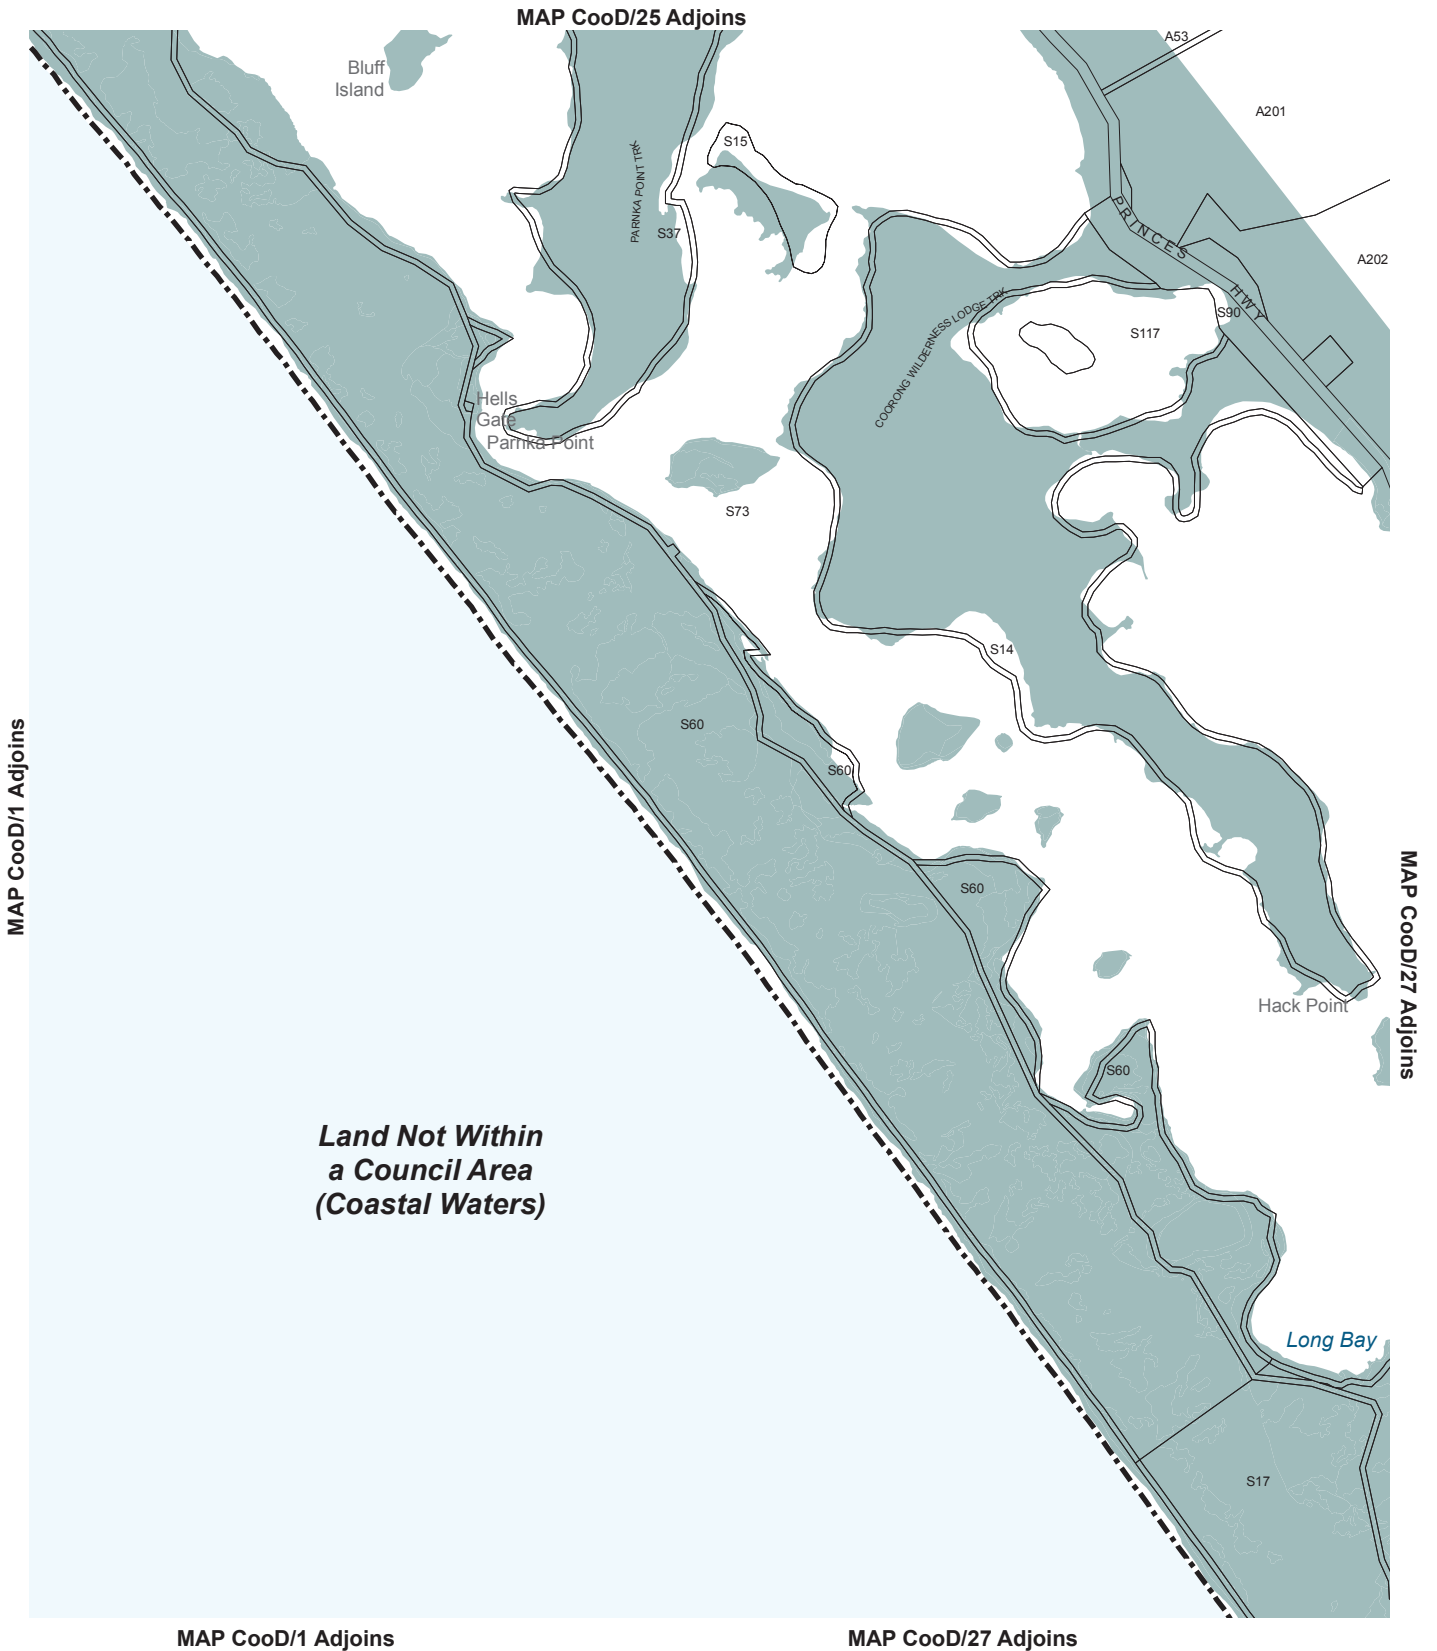 MAP CooD/25 Adjoins
A53
Bluff
Island
A201
S15
PARNKA POINT TRK
S37
PRINCES HWY
A202
COORONG WILDERNESS LODGE TRK
S90
S117
Hells
Gate
Parnka Point
S73
S14
S60
S60
MAP CooD/1 Adjoins
S60
MAP CooD/27 Adjoins
Hack Point
S60
Land Not Within
a Council Area
(Coastal Waters)
Long Bay
S17
MAP CooD/1 Adjoins
MAP CooD/27 Adjoins